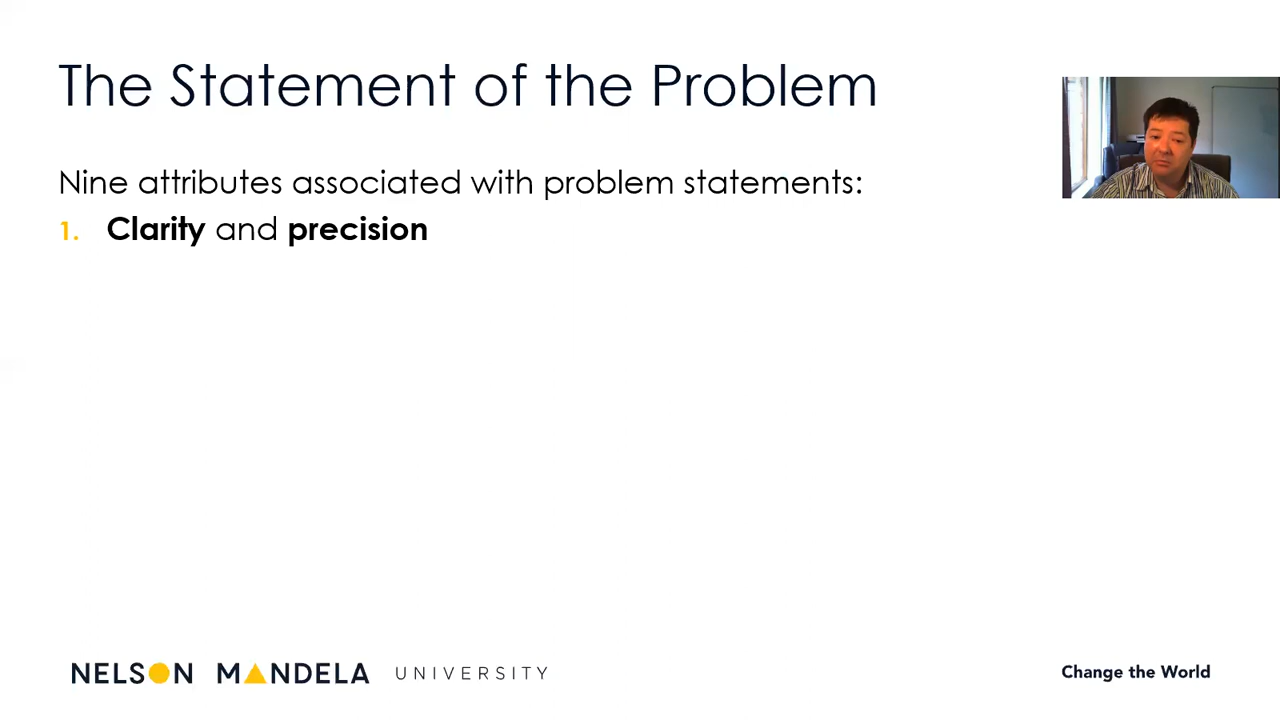 The Statement of the Problem
Nine attributes associated with problem statements:
1. Clarity and precision
NELSON MANDELA UNIVERSITY
Change the World